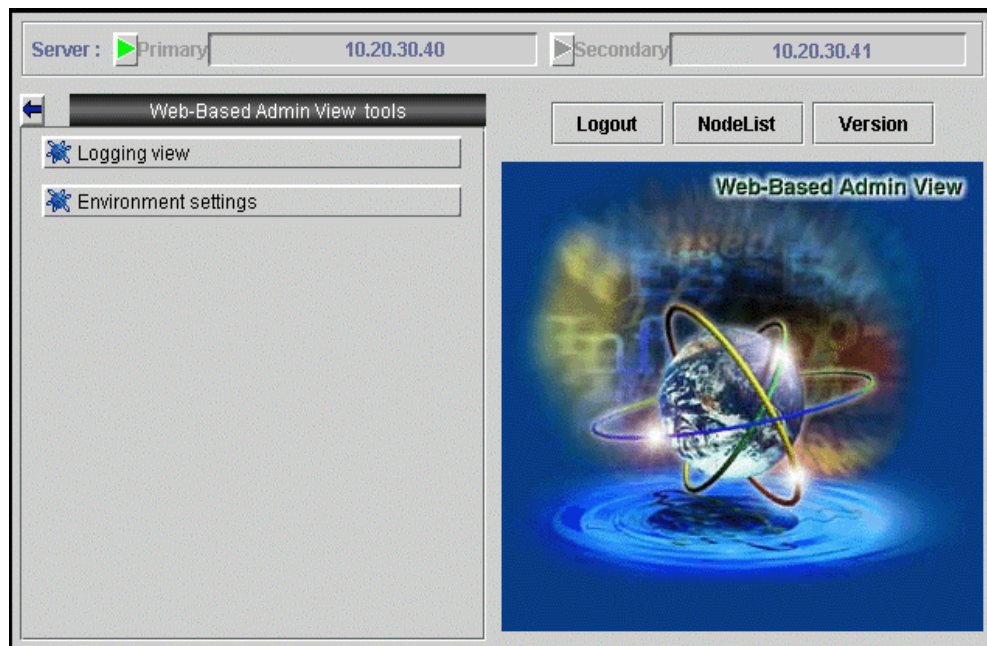 Server : Primary 10.20.30.40 Secondary 10.20.30.41
Web-Based Admin View tools
Logout NodeList Version
Logging view
Environment settings
Web-Based Admin View